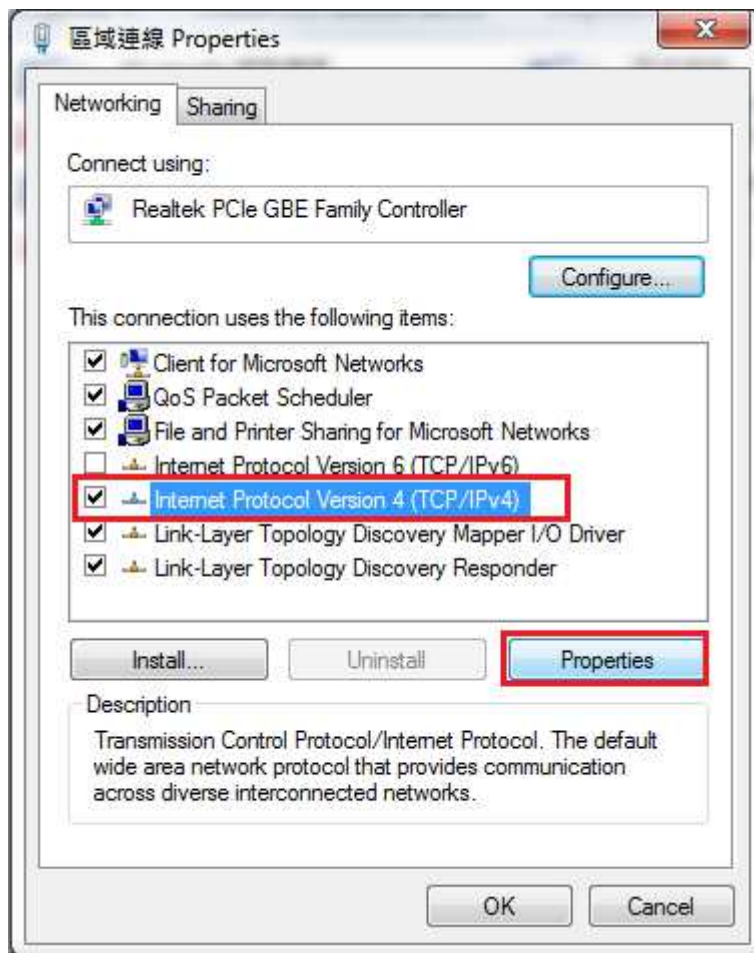 區域連線 Properties
Networking
Sharing
Connect using:
Realtek PCIe GBE Family Controller
Configure...
This connection uses the following items:
Client for Microsoft Networks
QoS Packet Scheduler
File and Printer Sharing for Microsoft Networks
Internet Protocol Version 6 (TCP/IPv6)
Internet Protocol Version 4 (TCP/IPv4)
Link-Layer Topology Discovery Mapper I/O Driver
Link-Layer Topology Discovery Responder
Install...
Uninstall
Properties
Description
Transmission Control Protocol/Internet Protocol. The default
wide area network protocol that provides communication
across diverse interconnected networks.
OK
Cancel